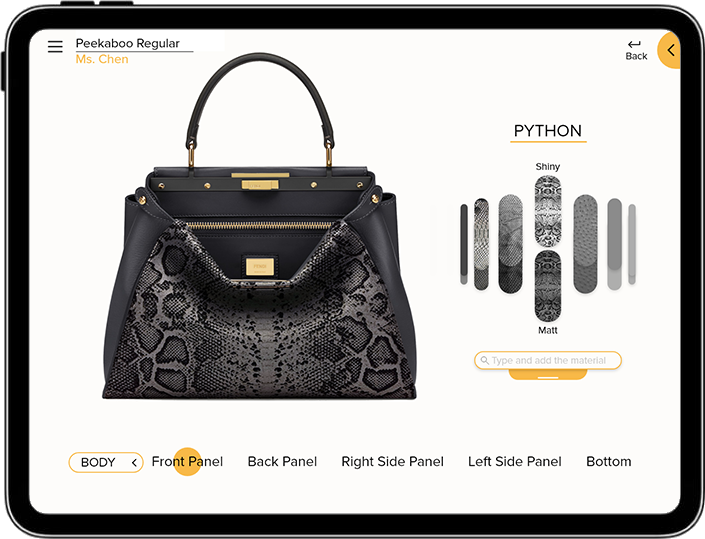 Peekaboo Regular
Ms. Chen
Back
PYTHON
Shiny
Matt
Type and add the material
BODY
Front Panel
Back Panel
Right Side Panel
Left Side Panel
Bottom